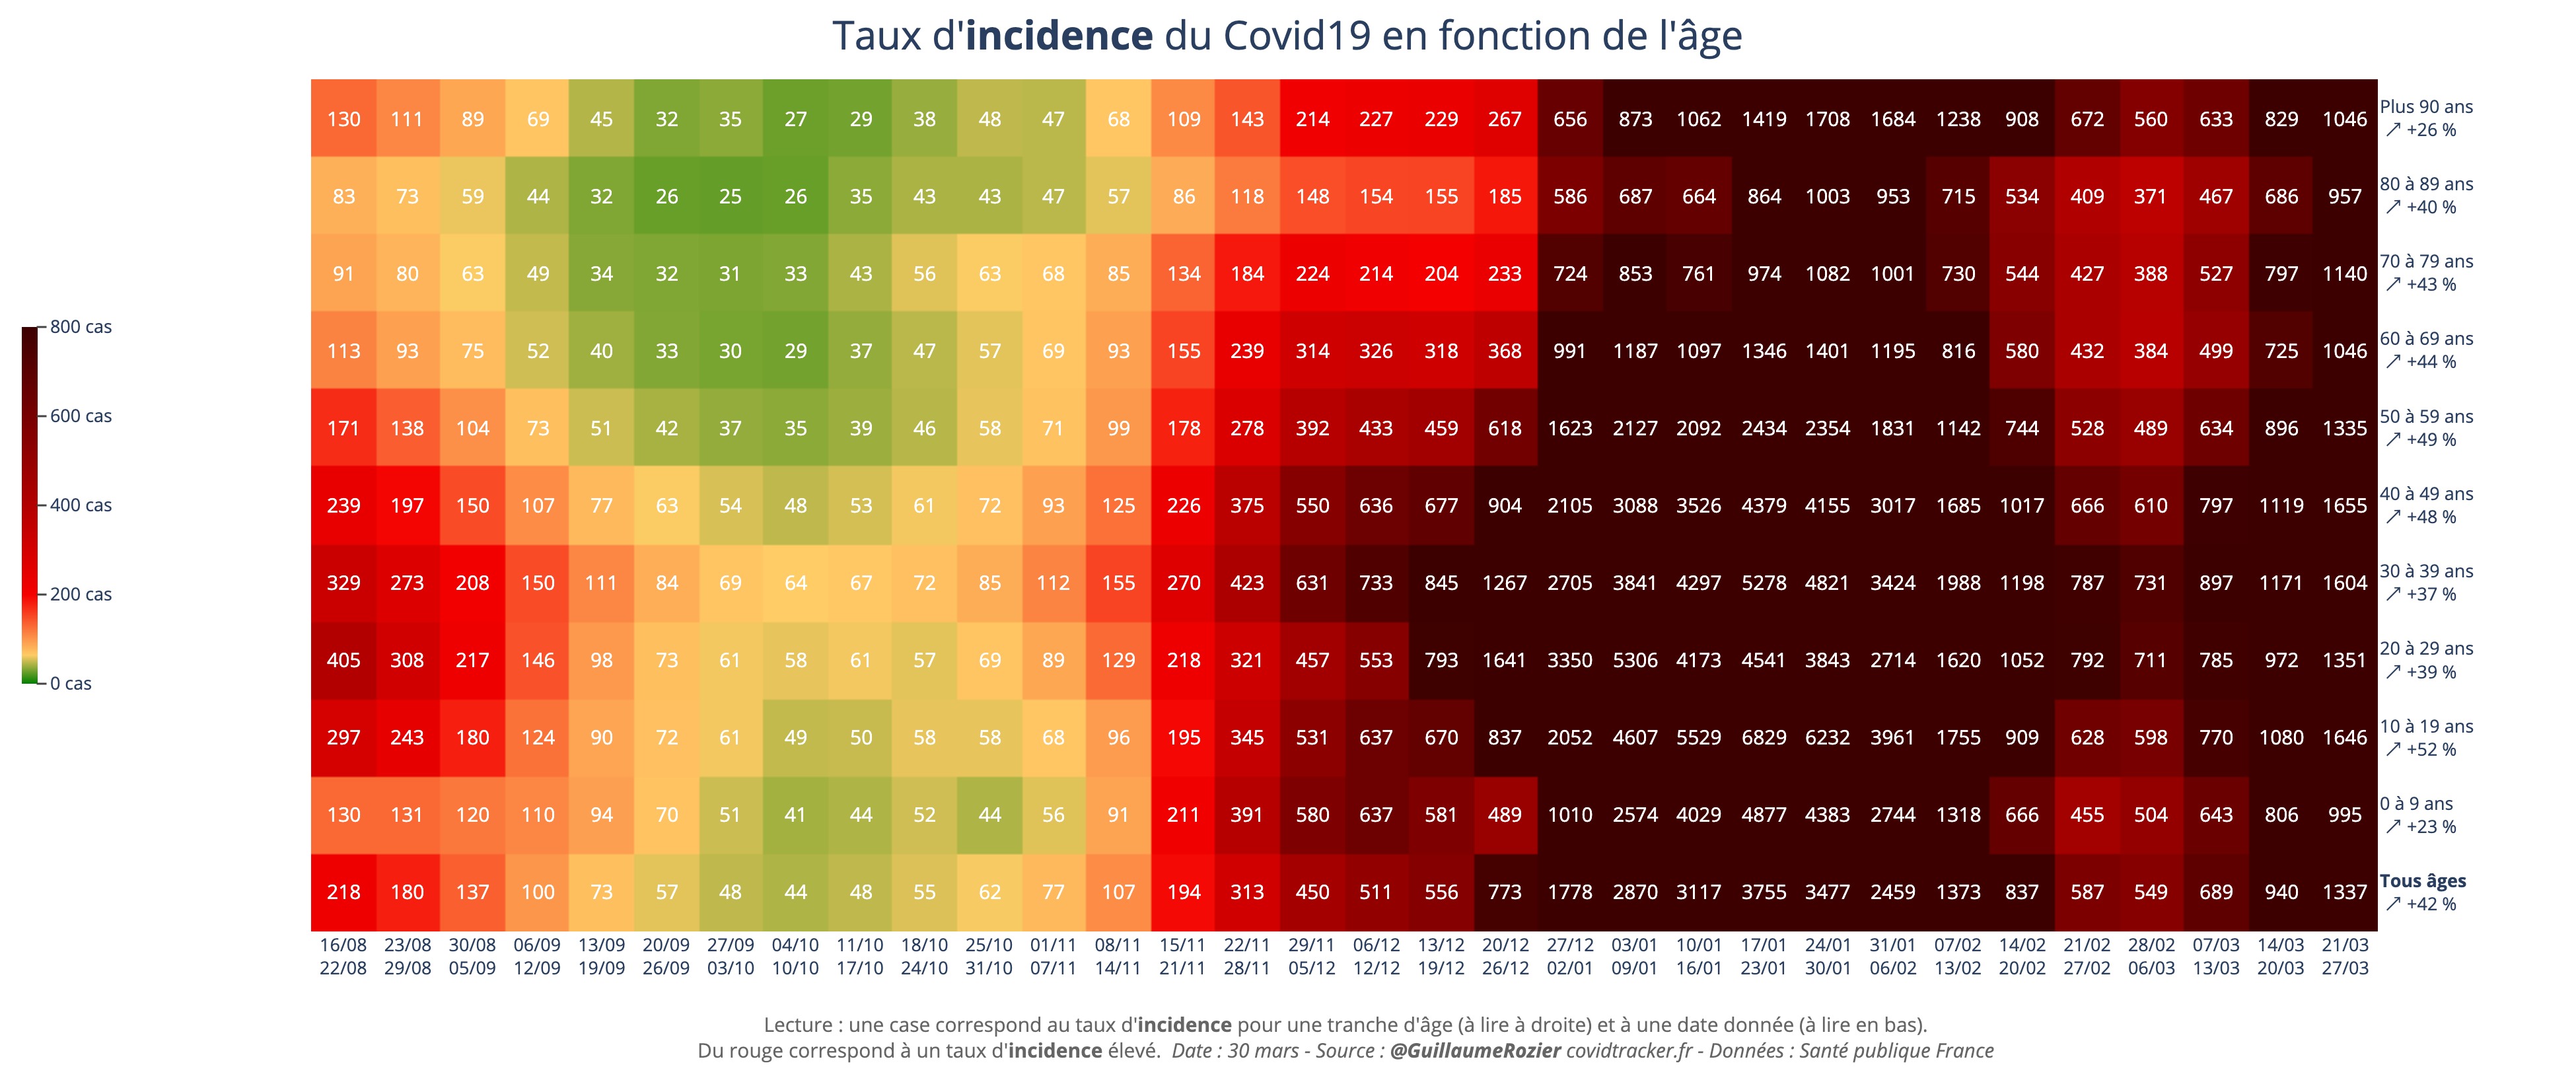 Taux d'incidence du Covid19 en fonction de l'âge
800 cas
600 cas
400 cas
200 cas
0 cas
130 111 89 69 45 32 35 27 29 38 48 47 68 109 143 214 227 229 267 656 873 1062 1419 1708 1684 1238 908 672 560 633 829 1046 Plus 90 ans
↗ +26 %
83 73 59 44 32 26 25 26 35 43 43 47 57 86 118 148 154 155 185 586 687 664 864 1003 953 715 534 409 371 467 686 957 80 à 89 ans
↗ +40 %
91 80 63 49 34 32 31 33 43 56 63 68 85 134 184 224 214 204 233 724 853 761 974 1082 1001 730 544 427 388 527 797 1140 70 à 79 ans
↗ +43 %
113 93 75 52 40 33 30 29 37 47 57 69 93 155 239 314 326 318 368 991 1187 1097 1346 1401 1195 816 580 432 384 499 725 1046 60 à 69 ans
↗ +44 %
171 138 104 73 51 42 37 35 39 46 58 71 99 178 278 392 433 459 618 1623 2127 2092 2434 2354 1831 1142 744 528 489 634 896 1335 50 à 59 ans
↗ +49 %
239 197 150 107 77 63 54 48 53 61 72 93 125 226 375 550 636 677 904 2105 3088 3526 4379 4155 3017 1685 1017 666 610 797 1119 1655 40 à 49 ans
↗ +48 %
329 273 208 150 111 84 69 64 67 72 85 112 155 270 423 631 733 845 1267 2705 3841 4297 5278 4821 3424 1988 1198 787 731 897 1171 1604 30 à 39 ans
↗ +37 %
405 308 217 146 98 73 61 58 61 57 69 89 129 218 321 457 553 793 1641 3350 5306 4173 4541 3843 2714 1620 1052 792 711 785 972 1351 20 à 29 ans
↗ +39 %
297 243 180 124 90 72 61 49 50 58 58 68 96 195 345 531 637 670 837 2052 4607 5529 6829 6232 3961 1755 909 628 598 770 1080 1646 10 à 19 ans
↗ +52 %
130 131 120 110 94 70 51 41 44 52 44 56 91 211 391 580 637 581 489 1010 2574 4029 4877 4383 2744 1318 666 455 504 643 806 995 0 à 9 ans
↗ +23 %
218 180 137 100 73 57 48 44 48 55 62 77 107 194 313 450 511 556 773 1778 2870 3117 3755 3477 2459 1373 837 587 549 689 940 1337 Tous âges
↗ +42 %
16/08 23/08 30/08 06/09 13/09 20/09 27/09 04/10 11/10 18/10 25/10 01/11 08/11 15/11 22/11 29/11 06/12 13/12 20/12 27/12 03/01 10/01 17/01 24/01 31/01 07/02 14/02 21/02 28/02 07/03 14/03 21/03
22/08 29/08 05/09 12/09 19/09 26/09 03/10 10/10 17/10 24/10 31/10 07/11 14/11 21/11 28/11 05/12 12/12 19/12 26/12 02/01 09/01 16/01 23/01 30/01 06/02 13/02 20/02 27/02 06/03 13/03 20/03 27/03
Lecture : une case correspond au taux d'incidence pour une tranche d'âge (à lire à droite) et à une date donnée (à lire en bas).
Du rouge correspond à un taux d'incidence élevé. Date : 30 mars - Source : @GuillaumeRozier covidtracker.fr - Données : Santé publique France